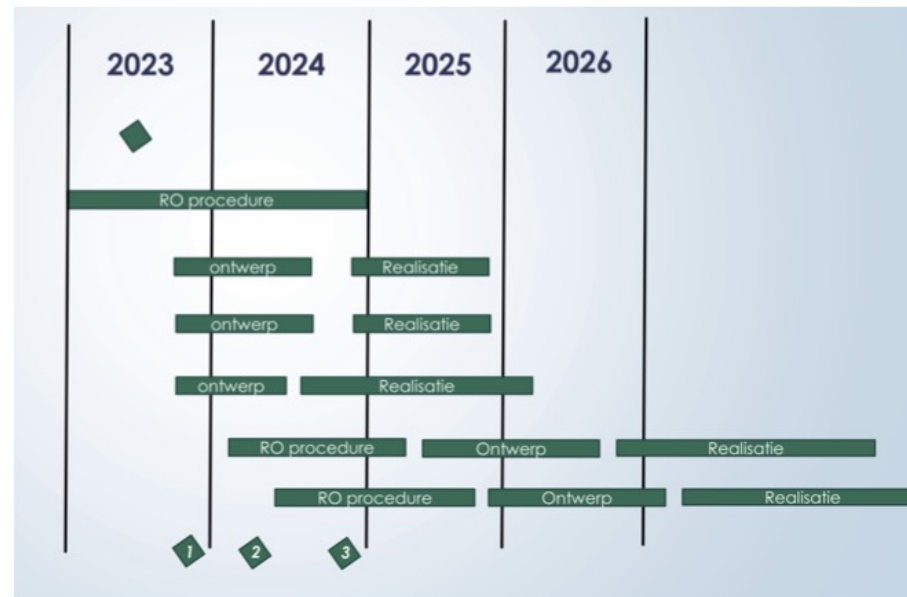 2023 2024 2025 2026
RO procedure
ontwerp Realisatie
ontwerp Realisatie
ontwerp Realisatie
RO procedure Ontwerp Realisatie
RO procedure Ontwerp Realisatie
1 2 3